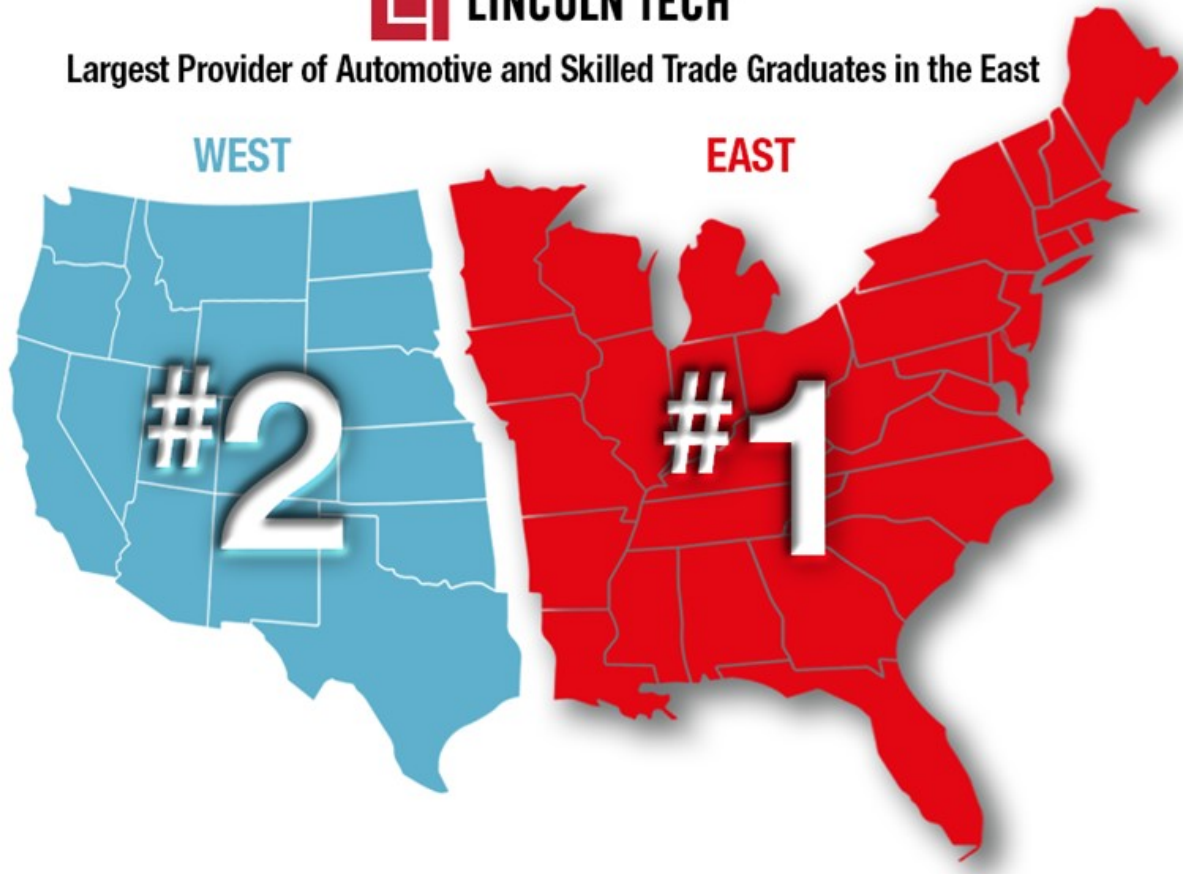 LINCOLN TECH
Largest Provider of Automotive and Skilled Trade Graduates in the East
WEST
EAST
#2
#1